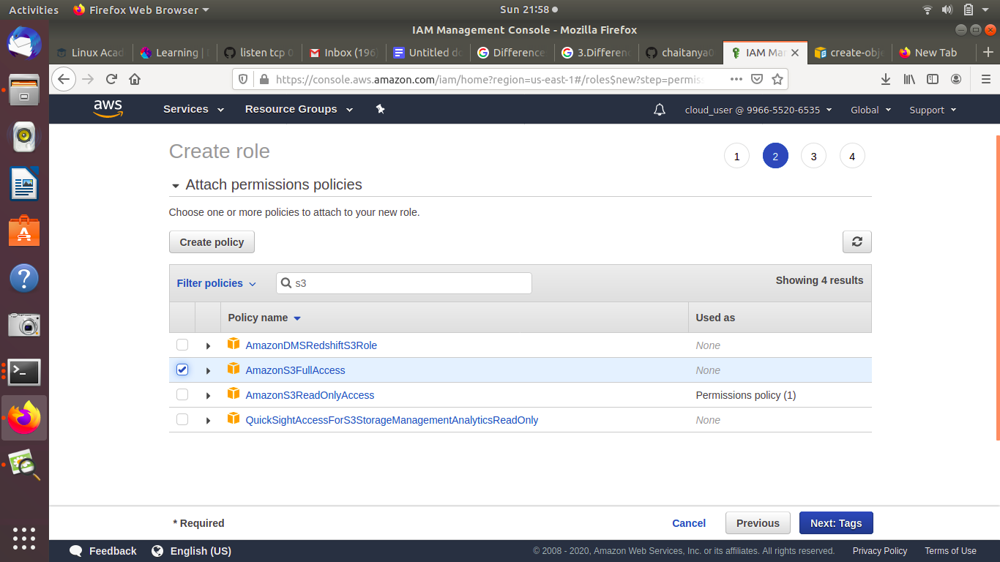 Activities Firefox Web Browser Sun 21:58
IAM Management Console - Mozilla Firefox
Linux Acad Learning | listen tcp 0 Inbox (196 Untitled do Difference 3.Differen chaitanya0 IAM Mar create-obje New Tab
https://console.aws.amazon.com/iam/home?region=us-east-1#/roles$new?step=permiss
aws Services Resource Groups cloud_user @ 9966-5520-6535 Global Support
Create role 1 2 3 4
Attach permissions policies
Choose one or more policies to attach to your new role.
Create policy
Filter policies s3 Showing 4 results
Policy name Used as
AmazonDMSRedshiftS3Role None
AmazonS3FullAccess None
AmazonS3ReadOnlyAccess Permissions policy (1)
QuickSightAccessForS3StorageManagementAnalyticsReadOnly None
* Required Cancel Previous Next: Tags
Feedback English (US) © 2008 - 2020, Amazon Web Services, Inc. or its affiliates. All rights reserved. Privacy Policy Terms of Use